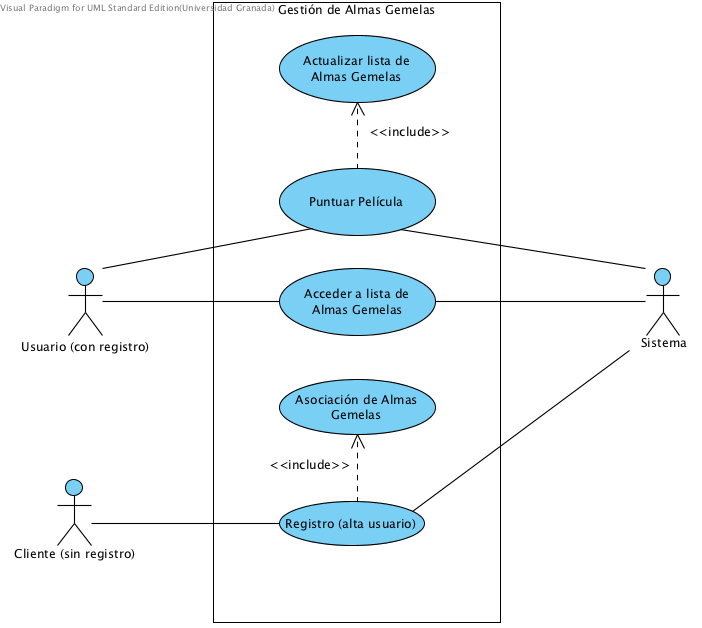 Visual Paradigm for UML Standard Edition(Universidad Granada)
Gestión de Almas Gemelas
Actualizar lista de
Almas Gemelas
<<include>>
Puntuar Película
Acceder a lista de
Almas Gemelas
Usuario (con registro)
Sistema
Asociación de Almas
Gemelas
<<include>>
Registro (alta usuario)
Cliente (sin registro)